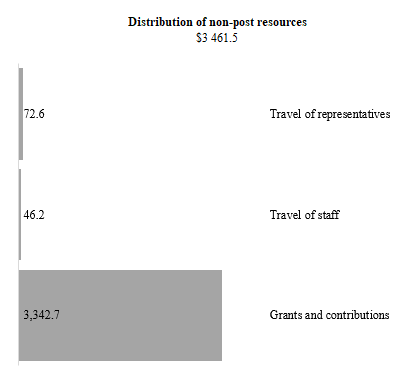 Distribution of non-post resources
$3 461.5
72.6 Travel of representatives
46.2 Travel of staff
3,342.7 Grants and contributions